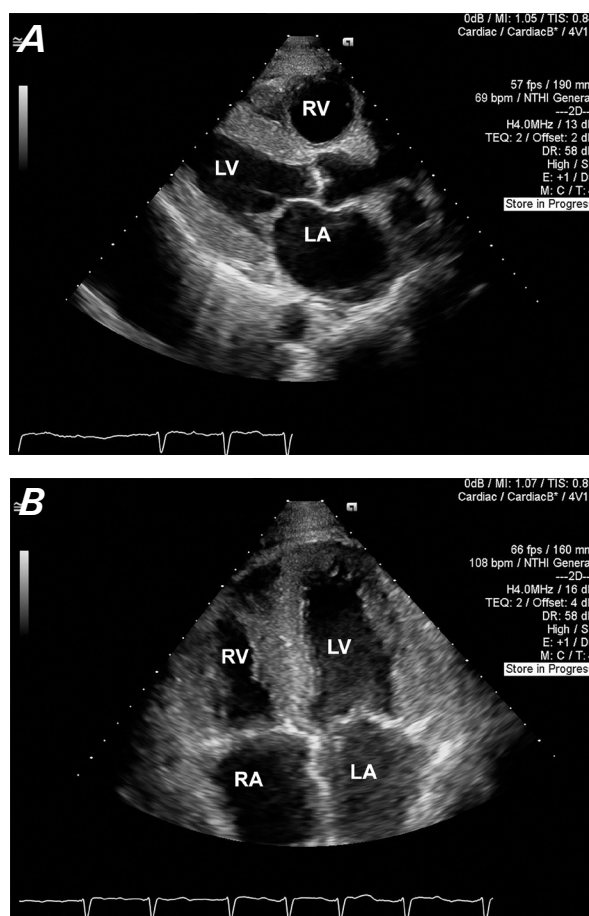 A
0dB / MI: 1.05 / TIS: 0.8
Cardiac / CardiacB* / 4V1
57 fps / 190 mm
69 bpm / NTHI General
---2D--
H4.0MHz / 13 d
TEQ: 2 / Offset: 2 d
DR: 58 d
High / S
E: +1 / D
M: C / T:
Store in Progres
RV
LV
LA
B
0dB / MI: 1.07 / TIS: 0.8
Cardiac / CardiacB* / 4V1
66 fps / 160 mm
108 bpm / NTHI General
---2D--
H4.0MHz / 16 d
TEQ: 2 / Offset: 4 d
DR: 58 d
High / S
E: +1 / D
M: C / T:
Store in Progres
RV
LV
RA
LA